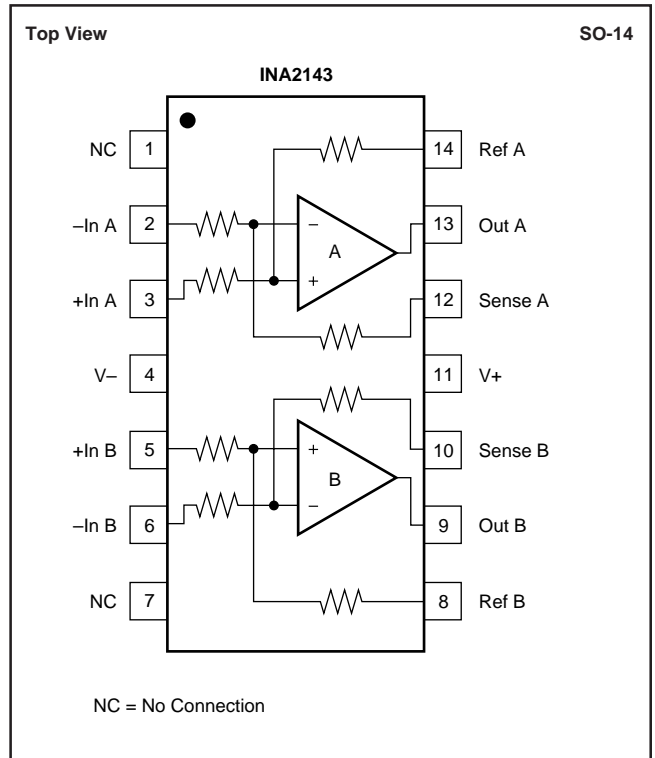 Top View SO-14
INA2143
NC 1 14 Ref A
–In A 2 – 13 Out A
A
+In A 3 + 12 Sense A
V– 4 11 V+
+In B 5 + 10 Sense B
B
–In B 6 – 9 Out B
NC 7 8 Ref B
NC = No Connection